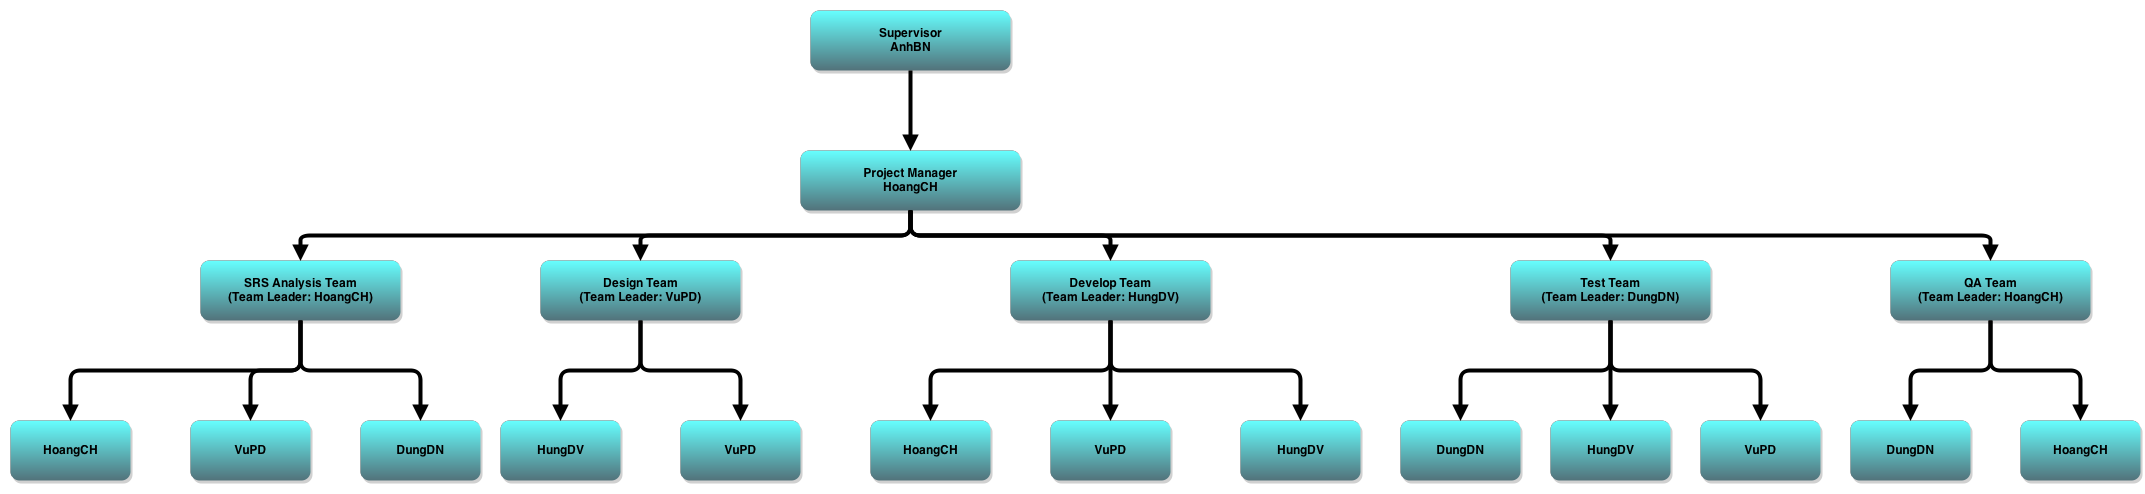 Supervisor
AnhBN
Project Manager
HoangCH
SRS Analysis Team
(Team Leader: HoangCH)
Design Team
(Team Leader: VuPD)
Develop Team
(Team Leader: HungDV)
Test Team
(Team Leader: DungDN)
QA Team
(Team Leader: HoangCH)
HoangCH
VuPD
DungDN
HungDV
VuPD
HoangCH
VuPD
HungDV
DungDN
HungDV
VuPD
DungDN
HoangCH